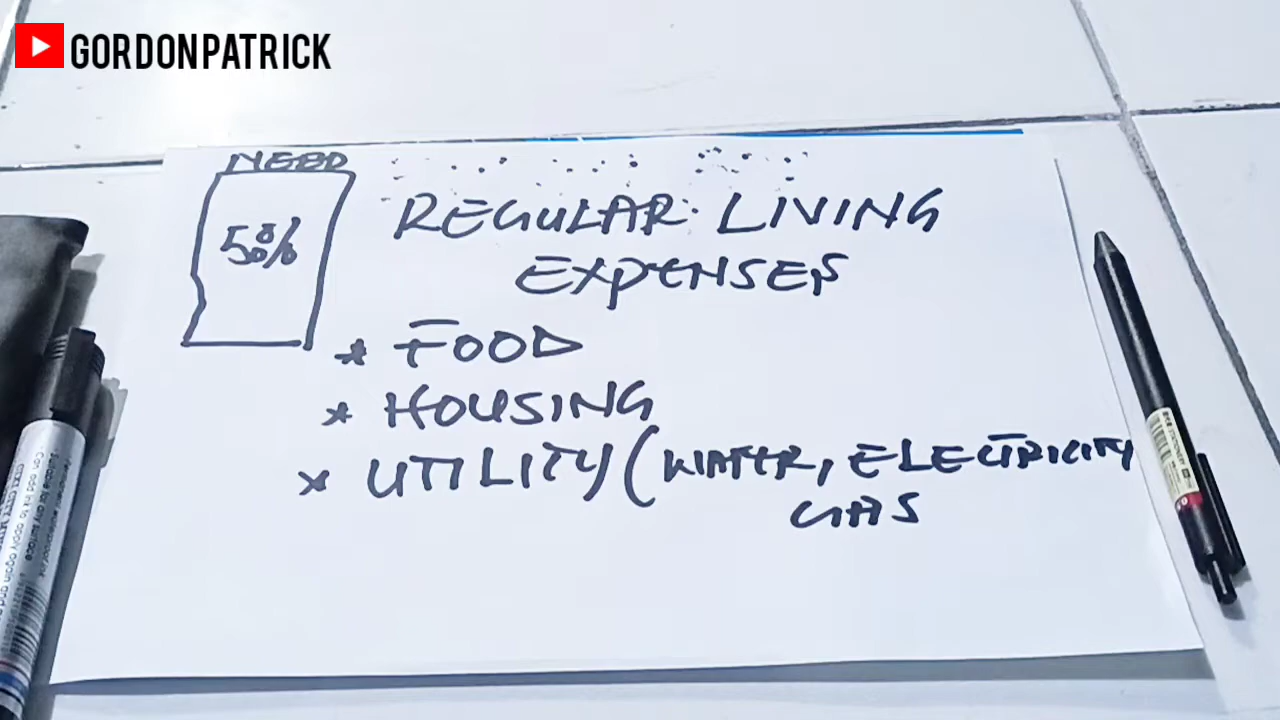 GORDONPATRICK
NEED
50%
REGULAR LIVING
EXPENSES
* FOOD
* HOUSING
* UTILITY (WATER, ELECTRICITY
GAS